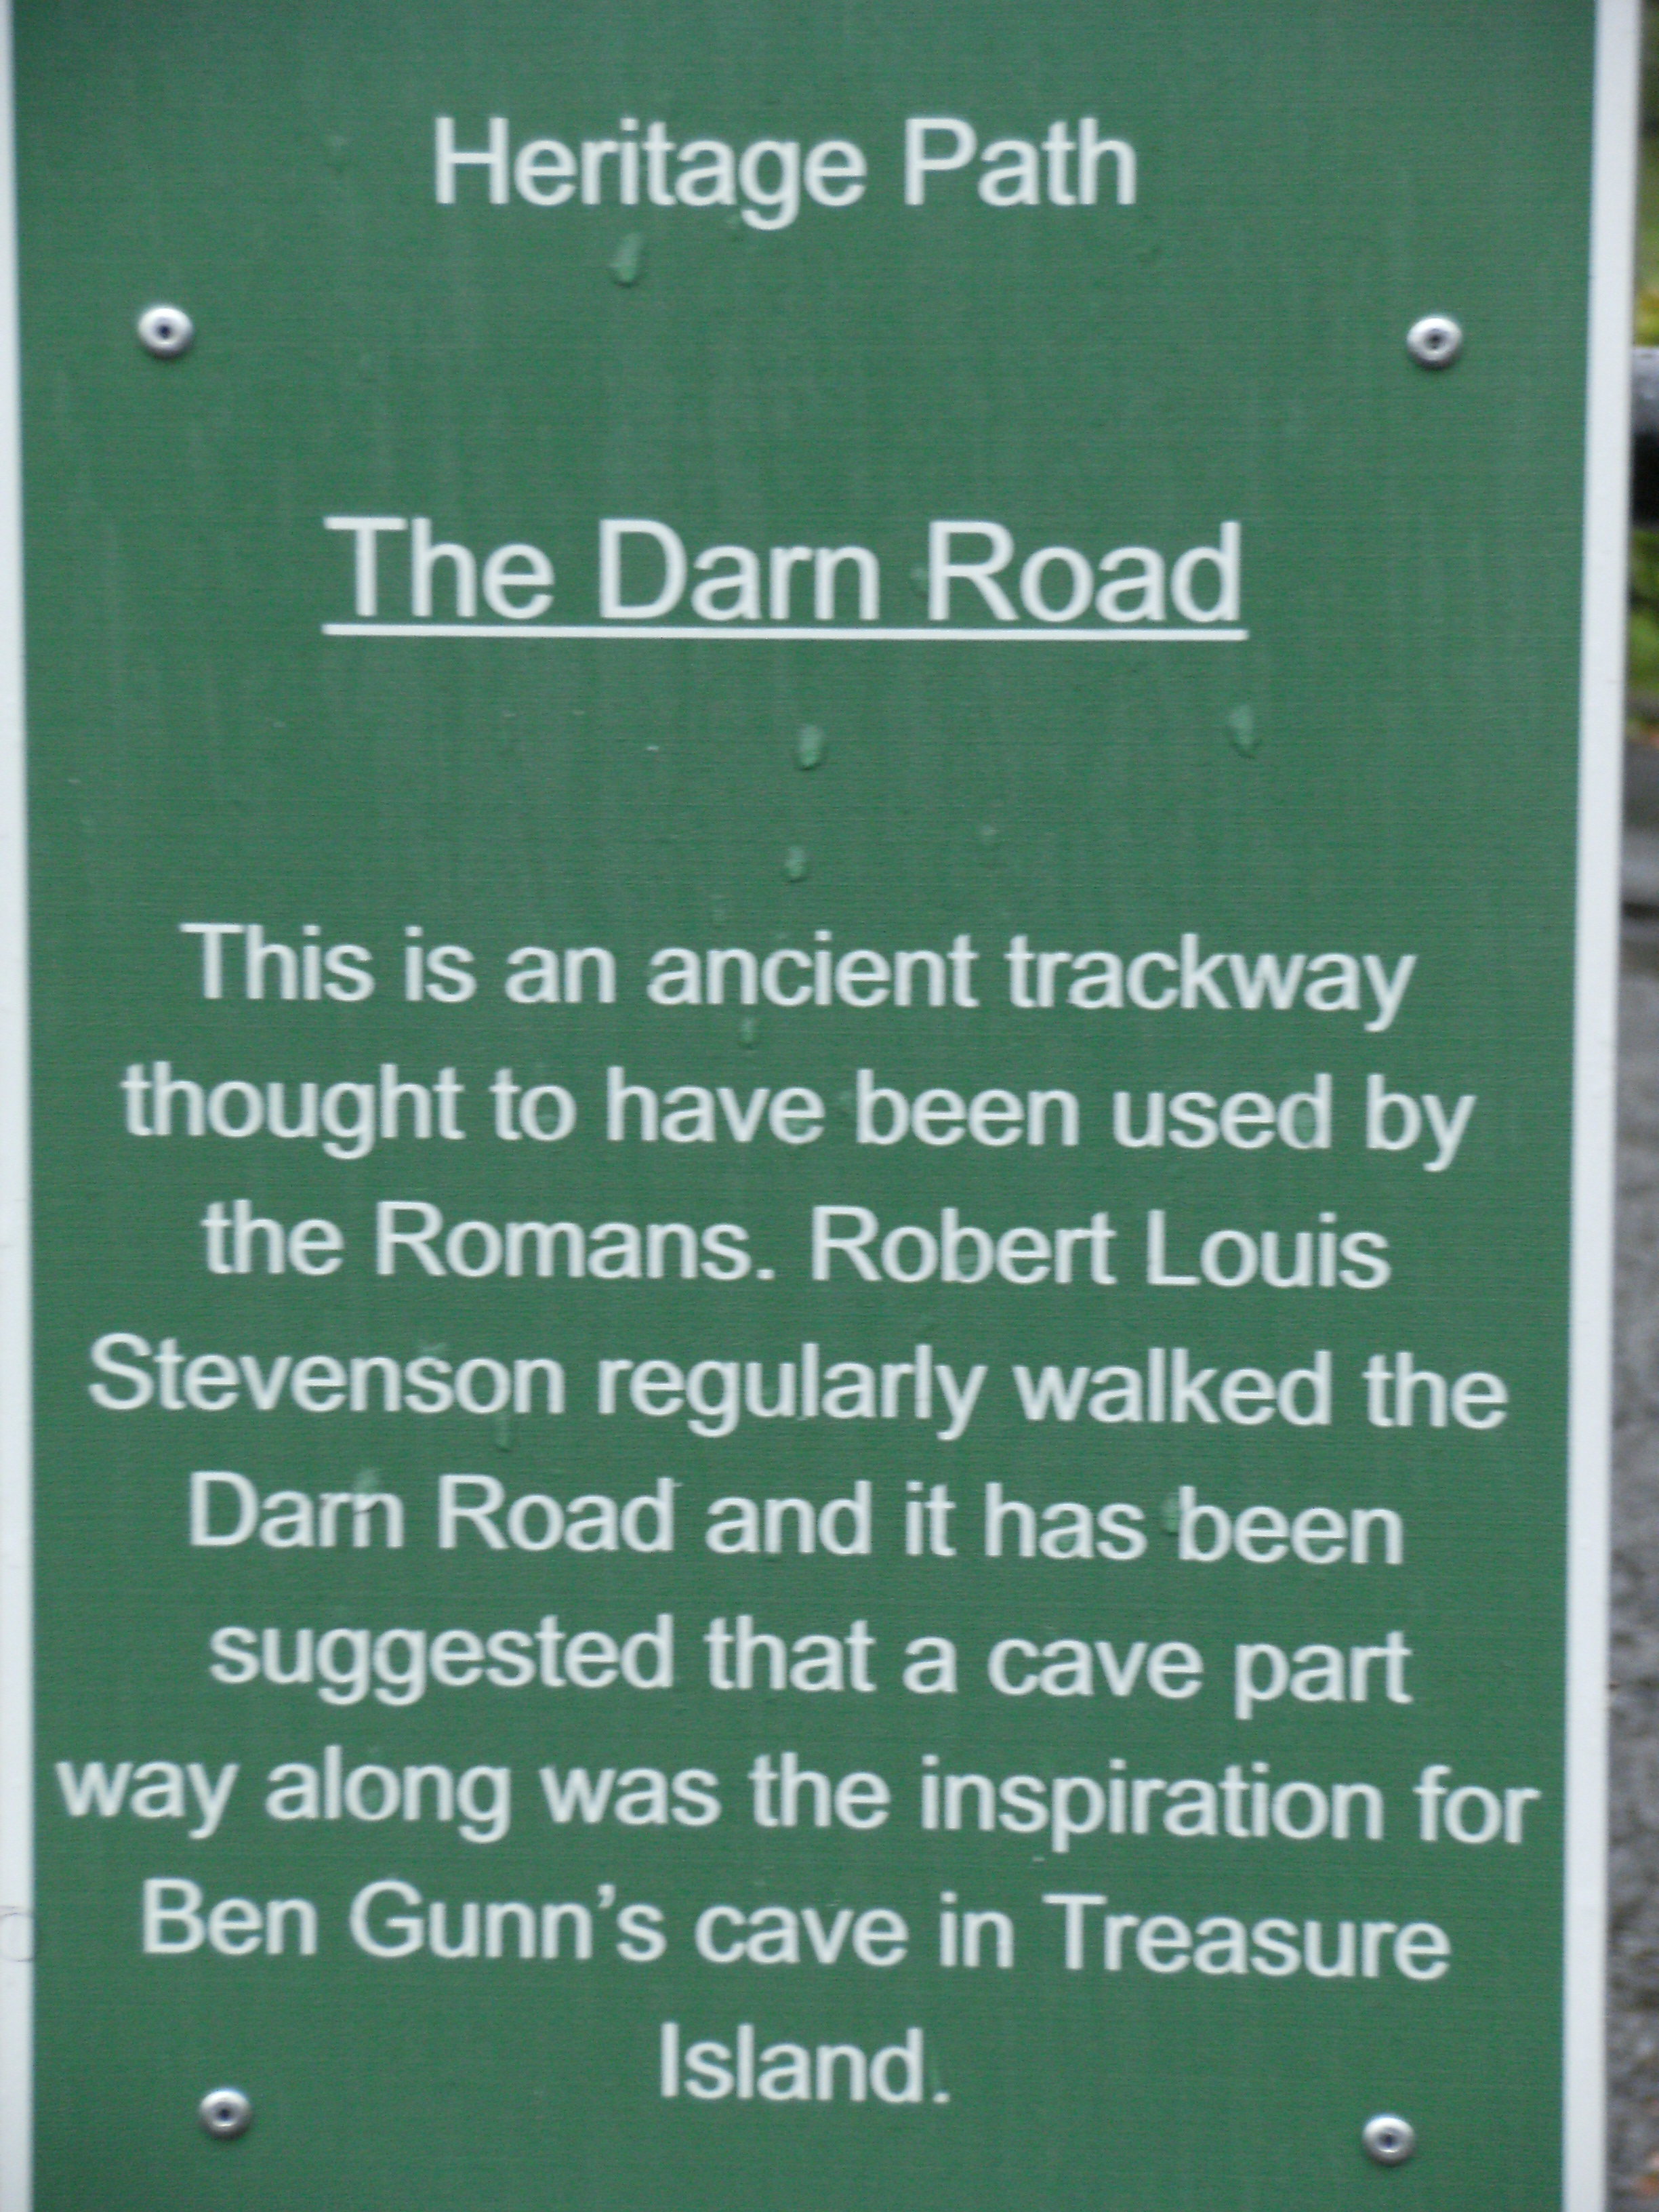 Heritage Path
The Darn Road
This is an ancient trackway
thought to have been used by
the Romans. Robert Louis
Stevenson regularly walked the
Darn Road and it has been
suggested that a cave part
way along was the inspiration for
Ben Gunn’s cave in Treasure
Island.